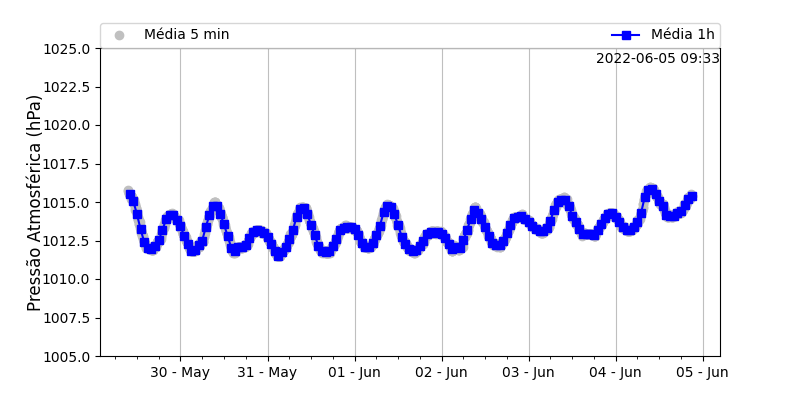 Média 5 min
Média 1h
2022-06-05 09:33
Pressão Atmosférica (hPa)
1025.0
1022.5
1020.0
1017.5
1015.0
1012.5
1010.0
1007.5
1005.0
30 - May
31 - May
01 - Jun
02 - Jun
03 - Jun
04 - Jun
05 - Jun